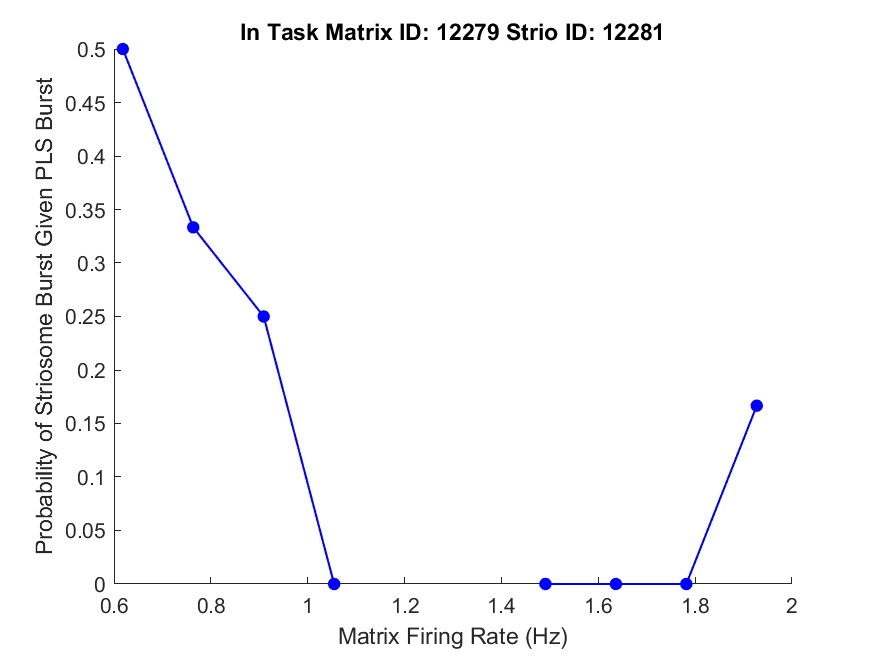 In Task Matrix ID: 12279 Strio ID: 12281
Probability of Striosome Burst Given PLS Burst
0.5
0.45
0.4
0.35
0.3
0.25
0.2
0.15
0.1
0.05
0
0.6 0.8 1 1.2 1.4 1.6 1.8 2
Matrix Firing Rate (Hz)